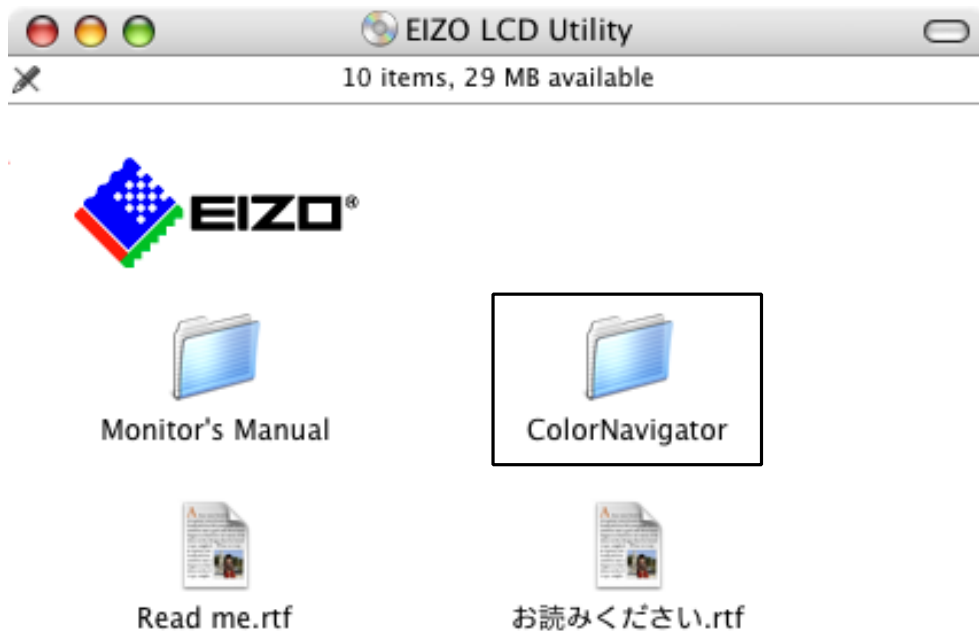 EIZO LCD Utility
10 items, 29 MB available
EIZO®
Monitor's Manual
ColorNavigator
Read me.rtf
お読みください.rtf